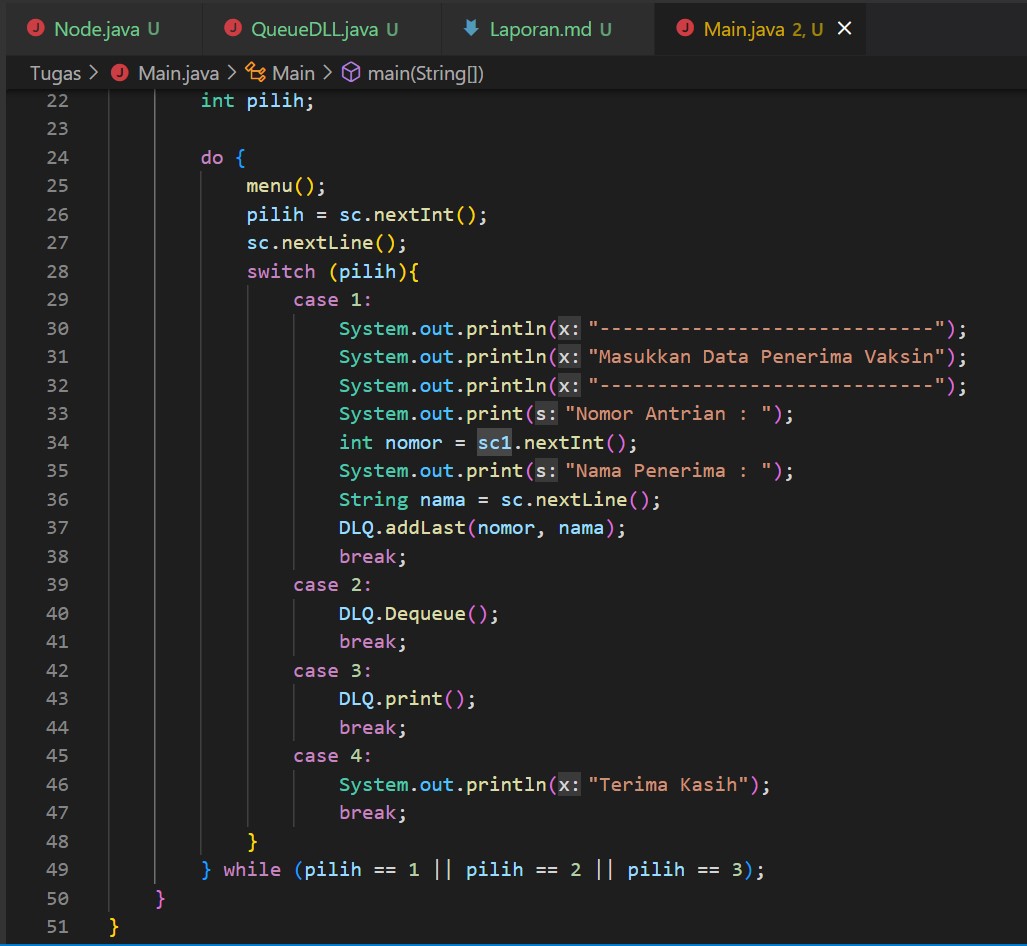 Node.java U QueueDLL.java U Laporan.md U Main.java 2, U
Tugas > Main.java > Main > main(String[])
22 int pilih;
23
24 do {
25 menu();
26 pilih = sc.nextInt();
27 sc.nextLine();
28 switch (pilih){
29 case 1:
30 System.out.println(x: "-----------------------------");
31 System.out.println(x: "Masukkan Data Penerima Vaksin");
32 System.out.println(x: "-----------------------------");
33 System.out.print(s: "Nomor Antrian : ");
34 int nomor = sc1.nextInt();
35 System.out.print(s: "Nama Penerima : ");
36 String nama = sc.nextLine();
37 DLQ.addLast(nomor, nama);
38 break;
39 case 2:
40 DLQ.Dequeue();
41 break;
42 case 3:
43 DLQ.print();
44 break;
45 case 4:
46 System.out.println(x: "Terima Kasih");
47 break;
48 }
49 } while (pilih == 1 || pilih == 2 || pilih == 3);
50 }
51 }